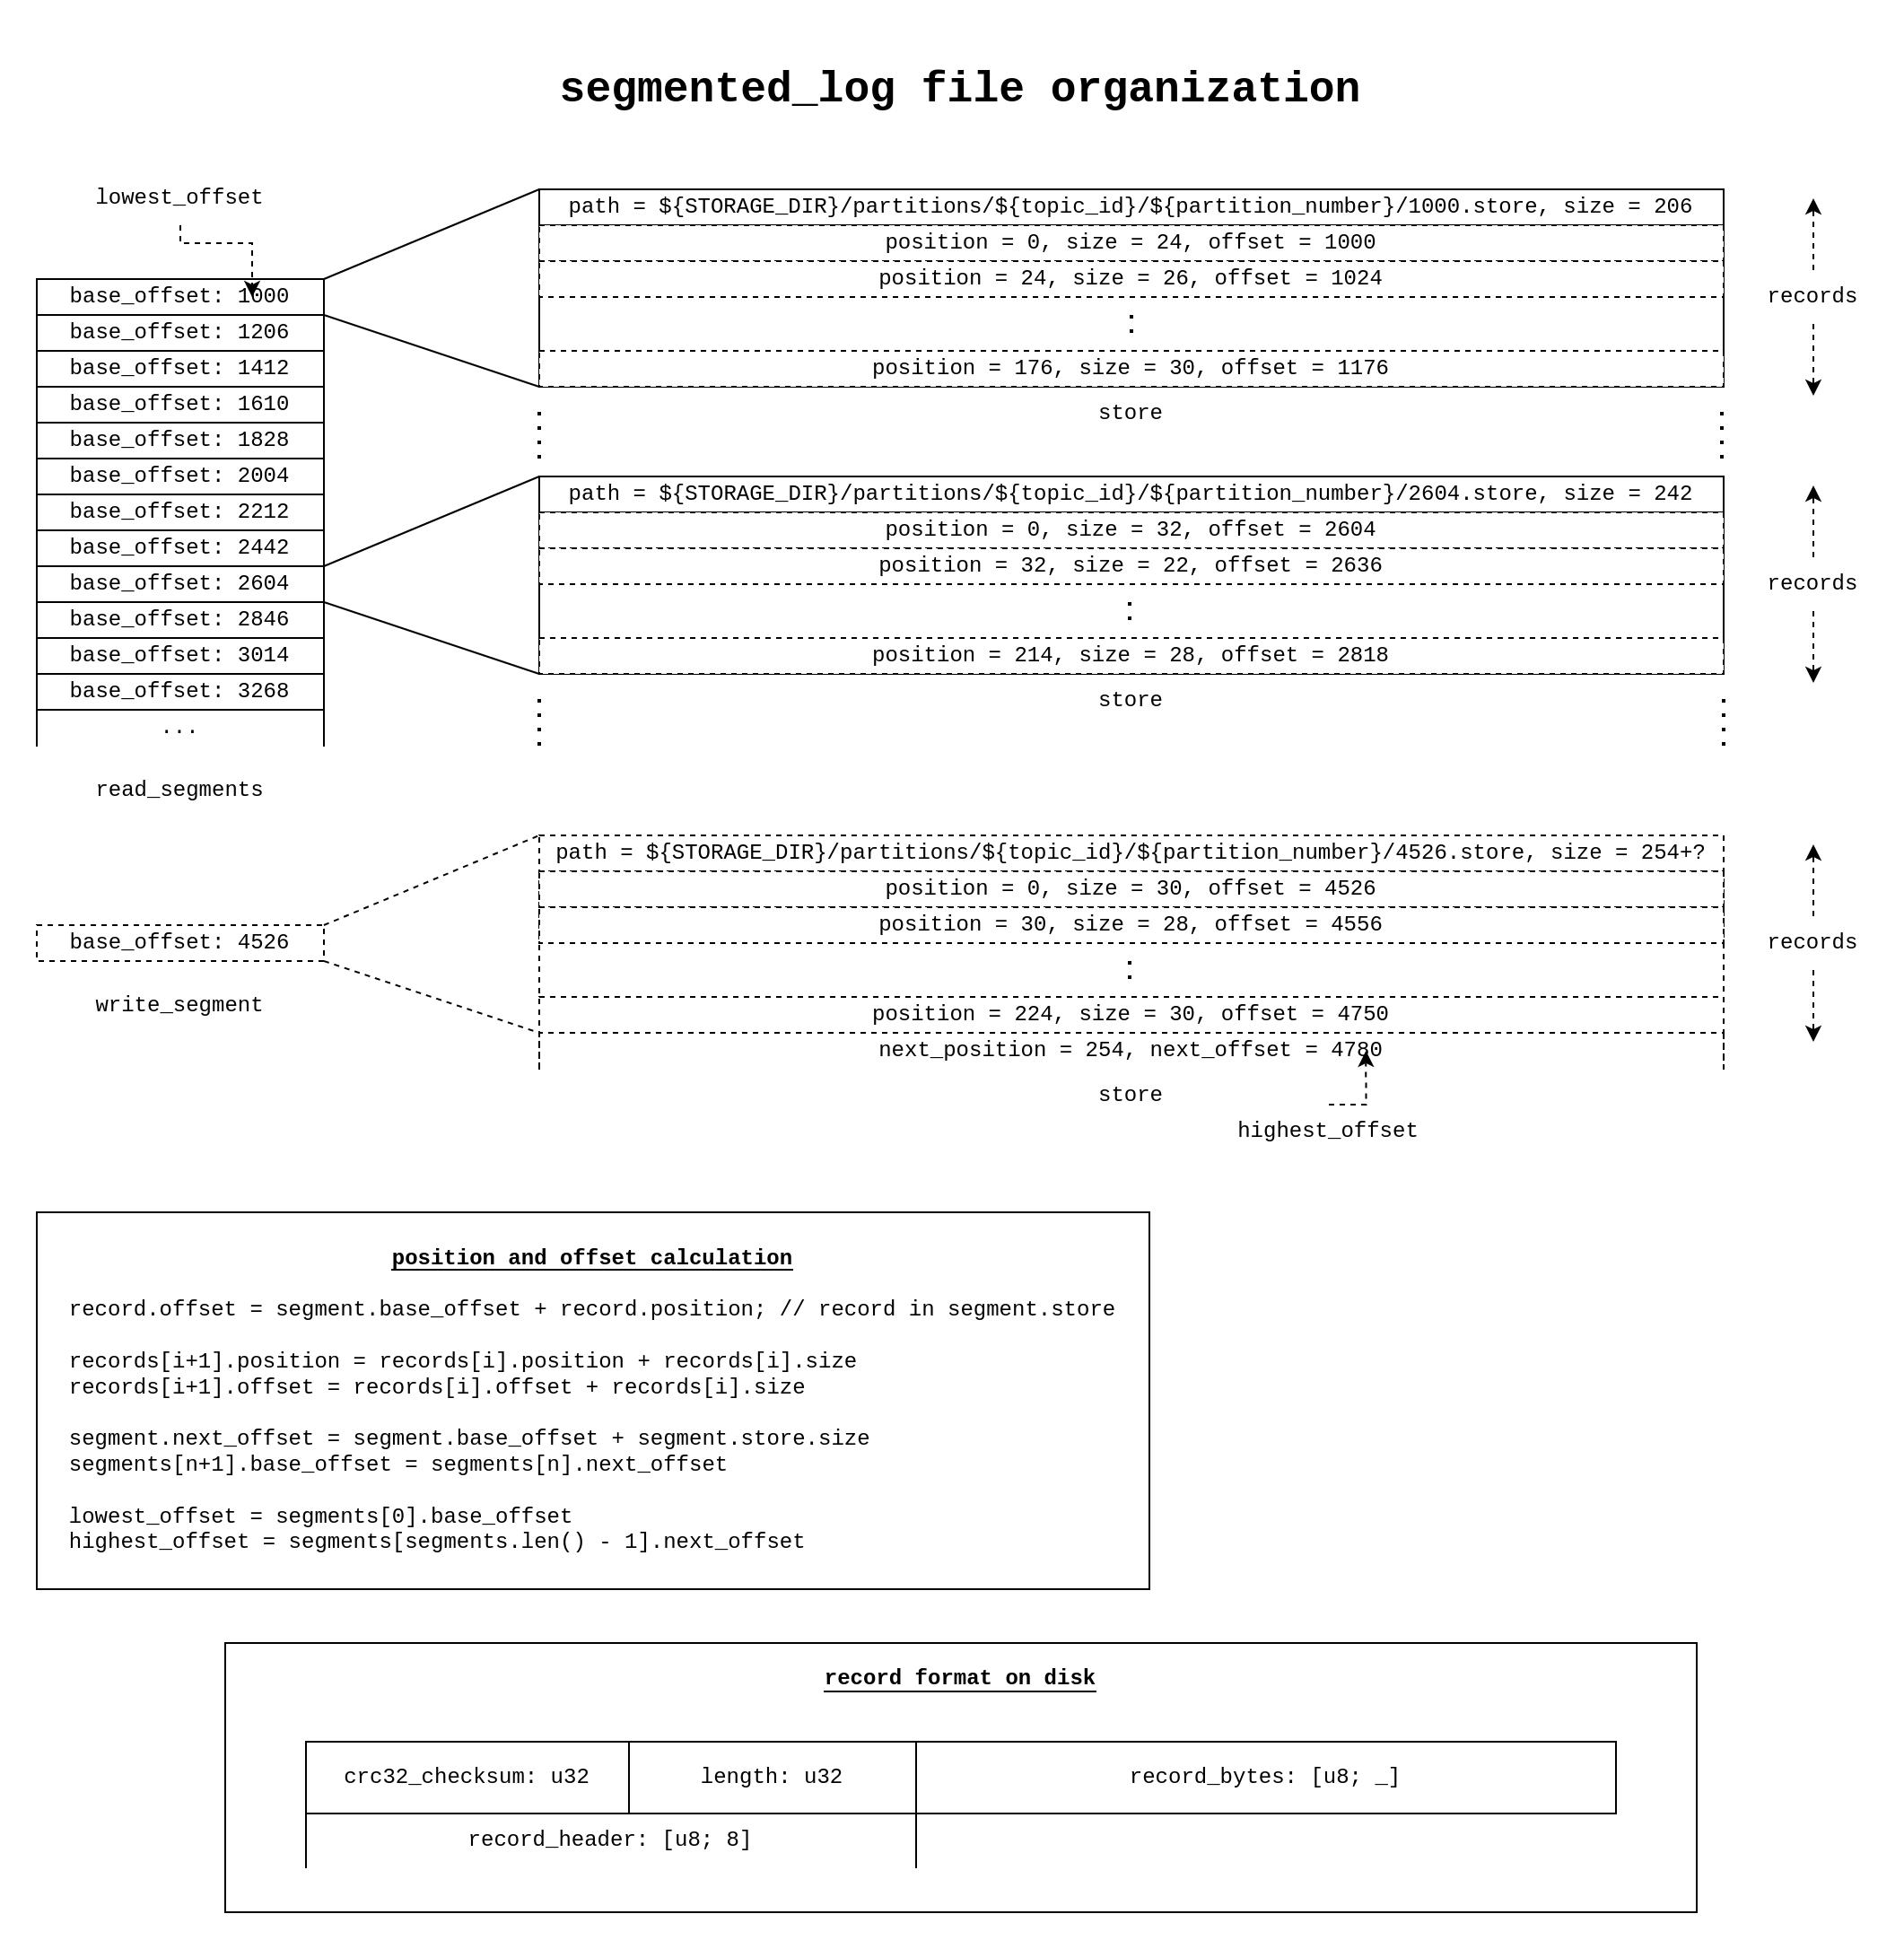 segmented_log file organization
lowest_offset
base_offset: 1000
base_offset: 1206
base_offset: 1412
base_offset: 1610
base_offset: 1828
base_offset: 2004
base_offset: 2212
base_offset: 2442
base_offset: 2604
base_offset: 2846
base_offset: 3014
base_offset: 3268
...
read_segments
path = ${STORAGE_DIR}/partitions/${topic_id}/${partition_number}/1000.store, size = 206
position = 0, size = 24, offset = 1000
position = 24, size = 26, offset = 1024
position = 176, size = 30, offset = 1176
store
records
path = ${STORAGE_DIR}/partitions/${topic_id}/${partition_number}/2604.store, size = 242
position = 0, size = 32, offset = 2604
position = 32, size = 22, offset = 2636
position = 214, size = 28, offset = 2818
store
records
base_offset: 4526
write_segment
path = ${STORAGE_DIR}/partitions/${topic_id}/${partition_number}/4526.store, size = 254+?
position = 0, size = 30, offset = 4526
position = 30, size = 28, offset = 4556
position = 224, size = 30, offset = 4750
next_position = 254, next_offset = 4780
store
records
highest_offset
position and offset calculation
record.offset = segment.base_offset + record.position; // record in segment.store
records[i+1].position = records[i].position + records[i].size
records[i+1].offset = records[i].offset + records[i].size
segment.next_offset = segment.base_offset + segment.store.size
segments[n+1].base_offset = segments[n].next_offset
lowest_offset = segments[0].base_offset
highest_offset = segments[segments.len() - 1].next_offset
record format on disk
crc32_checksum: u32
length: u32
record_bytes: [u8; _]
record_header: [u8; 8]